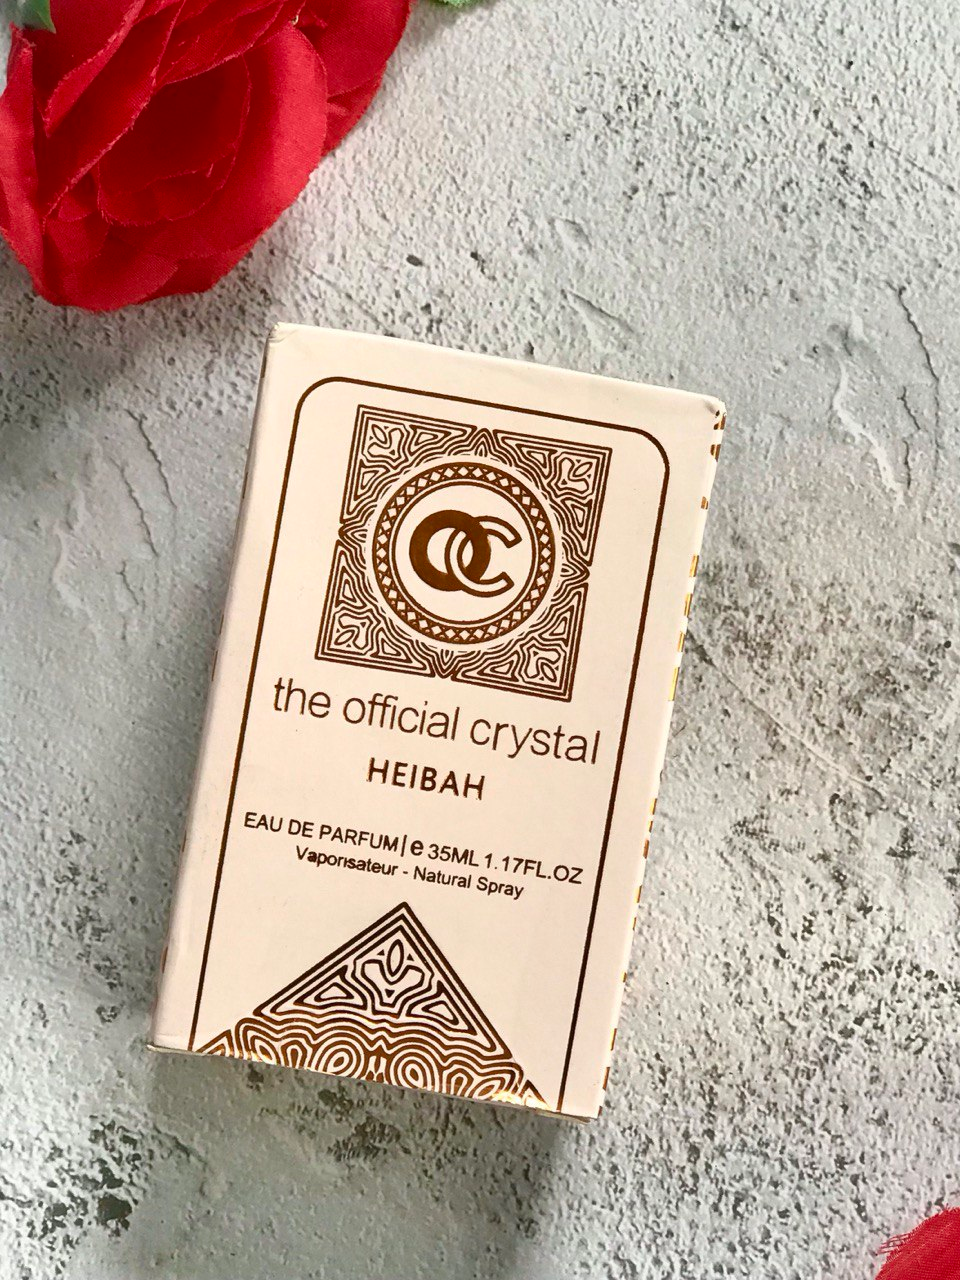 OC
the official crystal
HEIBAH
EAU DE PARFUM|e 35ML 1.17FL.OZ
Vaporisateur - Natural Spray